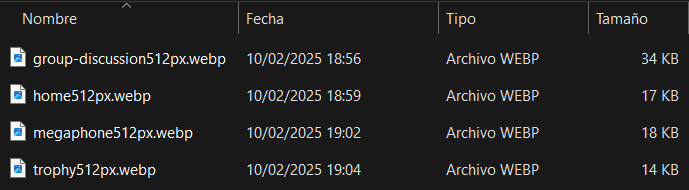 Nombre Fecha Tipo Tamaño
group-discussion512px.webp 10/02/2025 18:56 Archivo WEBP 34 KB
home512px.webp 10/02/2025 18:59 Archivo WEBP 17 KB
megaphone512px.webp 10/02/2025 19:02 Archivo WEBP 18 KB
trophy512px.webp 10/02/2025 19:04 Archivo WEBP 14 KB